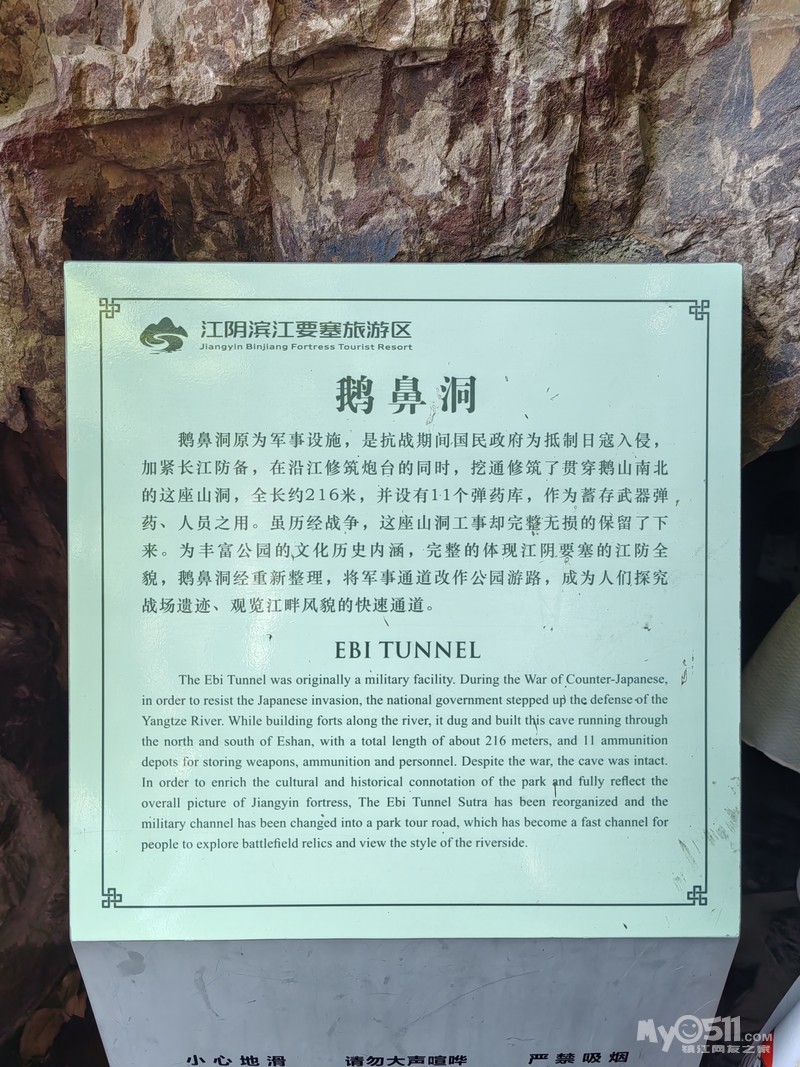 江阴滨江要塞旅游区
Jiangyin Binjiang Fortress Tourist Resort
鹅鼻洞
鹅鼻洞原为军事设施，是抗战期间国民政府为抵制日寇入侵，
加紧长江防备，在沿江修筑炮台的同时，挖通修筑了贯穿鹅山南北
的这座山洞，全长约216米，并设有11个弹药库，作为蓄存武器弹
药、人员之用。虽历经战争，这座山洞工事却完整无损的保留了下
来。为丰富公园的文化历史内涵，完整的体现江阴要塞的江防全
貌，鹅鼻洞经重新整理，将军事通道改作公园游路，成为人们探究
战场遗迹、观览江畔风貌的快速通道。
EBI TUNNEL
The Ebi Tunnel was originally a military facility. During the War of Counter-Japanese,
in order to resist the Japanese invasion, the national government stepped up the defense of the
Yangtze River. While building forts along the river, it dug and built this cave running through
the north and south of Eshan, with a total length of about 216 meters, and 11 ammunition
depots for storing weapons, ammunition and personnel. Despite the war, the cave was intact.
In order to enrich the cultural and historical connotation of the park and fully reflect the
overall picture of Jiangyin fortress, The Ebi Tunnel Sutra has been reorganized and the
military channel has been changed into a park tour road, which has become a fast channel for
people to explore battlefield relics and view the style of the riverside.
小心地滑 请勿大声喧哗 严禁吸烟
My0511.com
镇江网友之家